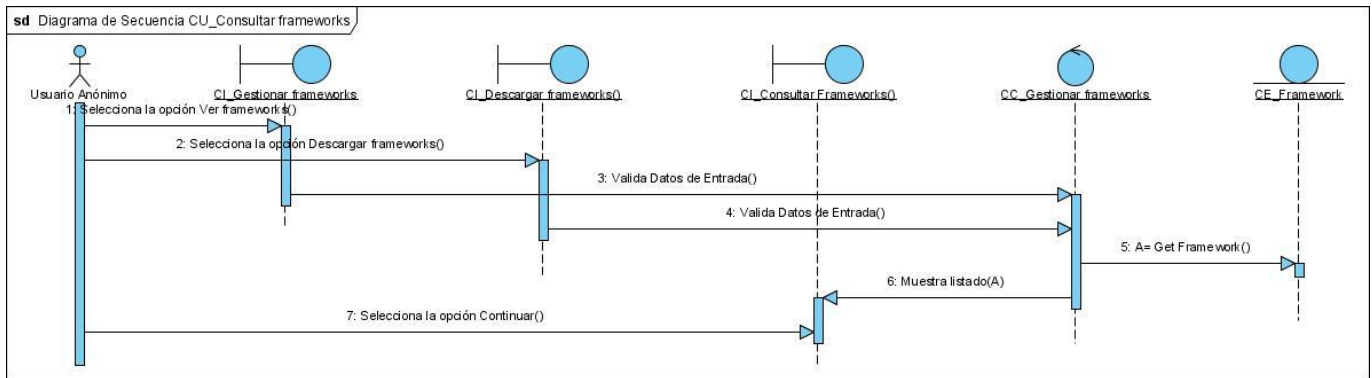 sd Diagrama de Secuencia CU_Consultar frameworks
Usuario Anónimo
CI_Gestionar frameworks
CI_Descargar frameworks()
CI_Consultar Frameworks()
CC_Gestionar frameworks
CE_Framework
1: Selecciona la opción Ver frameworks()
2: Selecciona la opción Descargar frameworks()
3: Valida Datos de Entrada()
4: Valida Datos de Entrada()
5: A= Get Framework()
6: Muestra listado(A)
7: Selecciona la opción Continuar()